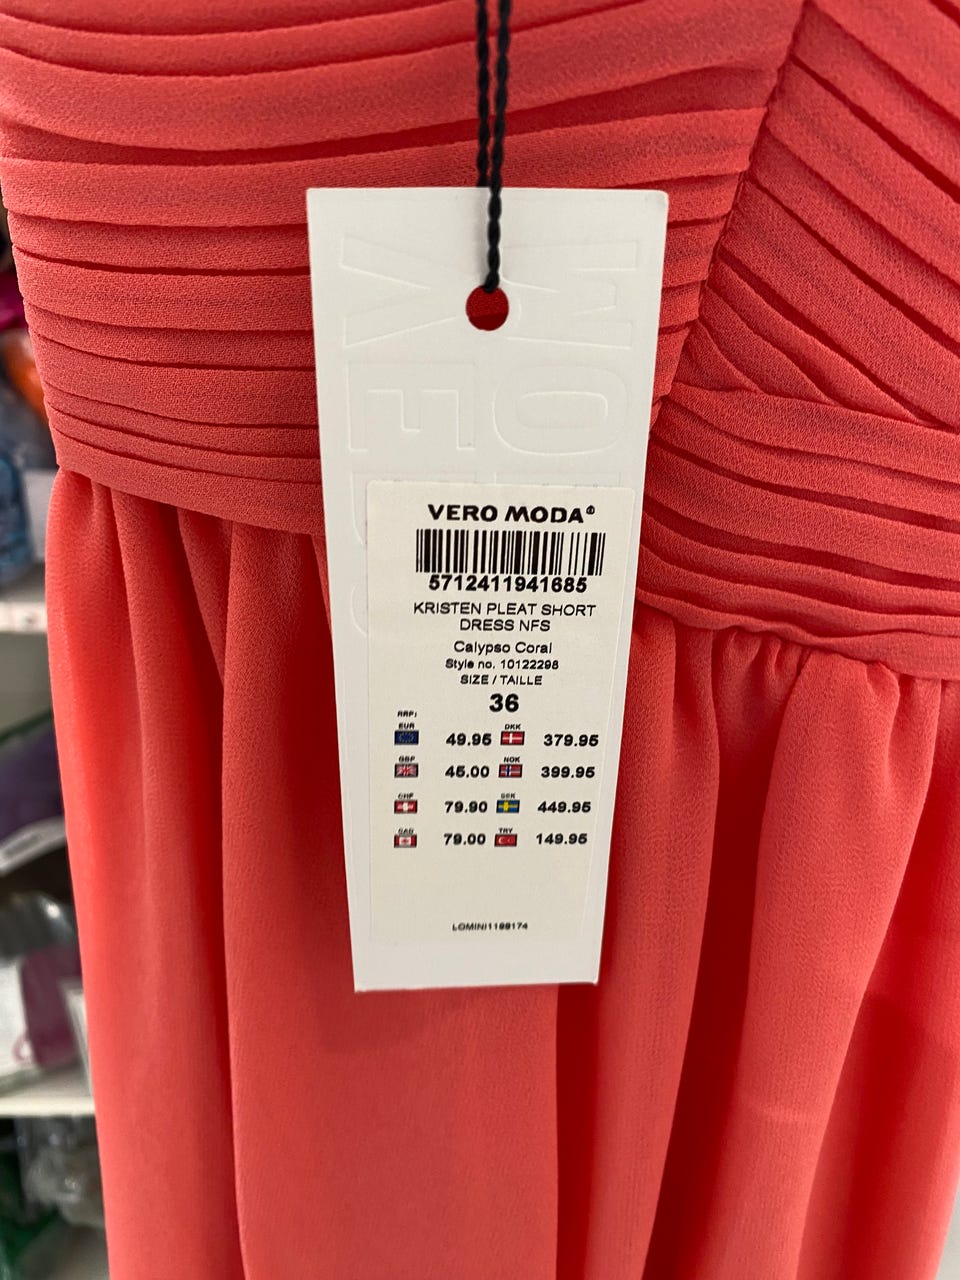 VERO MODA®
5712411941685
KRISTEN PLEAT SHORT
DRESS NFS
Calypso Coral
Style no. 10122298
SIZE / TAILLE
36
RRP:
EUR 49.95 DKK 379.95
GBP 45.00 NOK 399.95
CHF 79.90 SEK 449.95
CAD 79.00 TRY 149.95